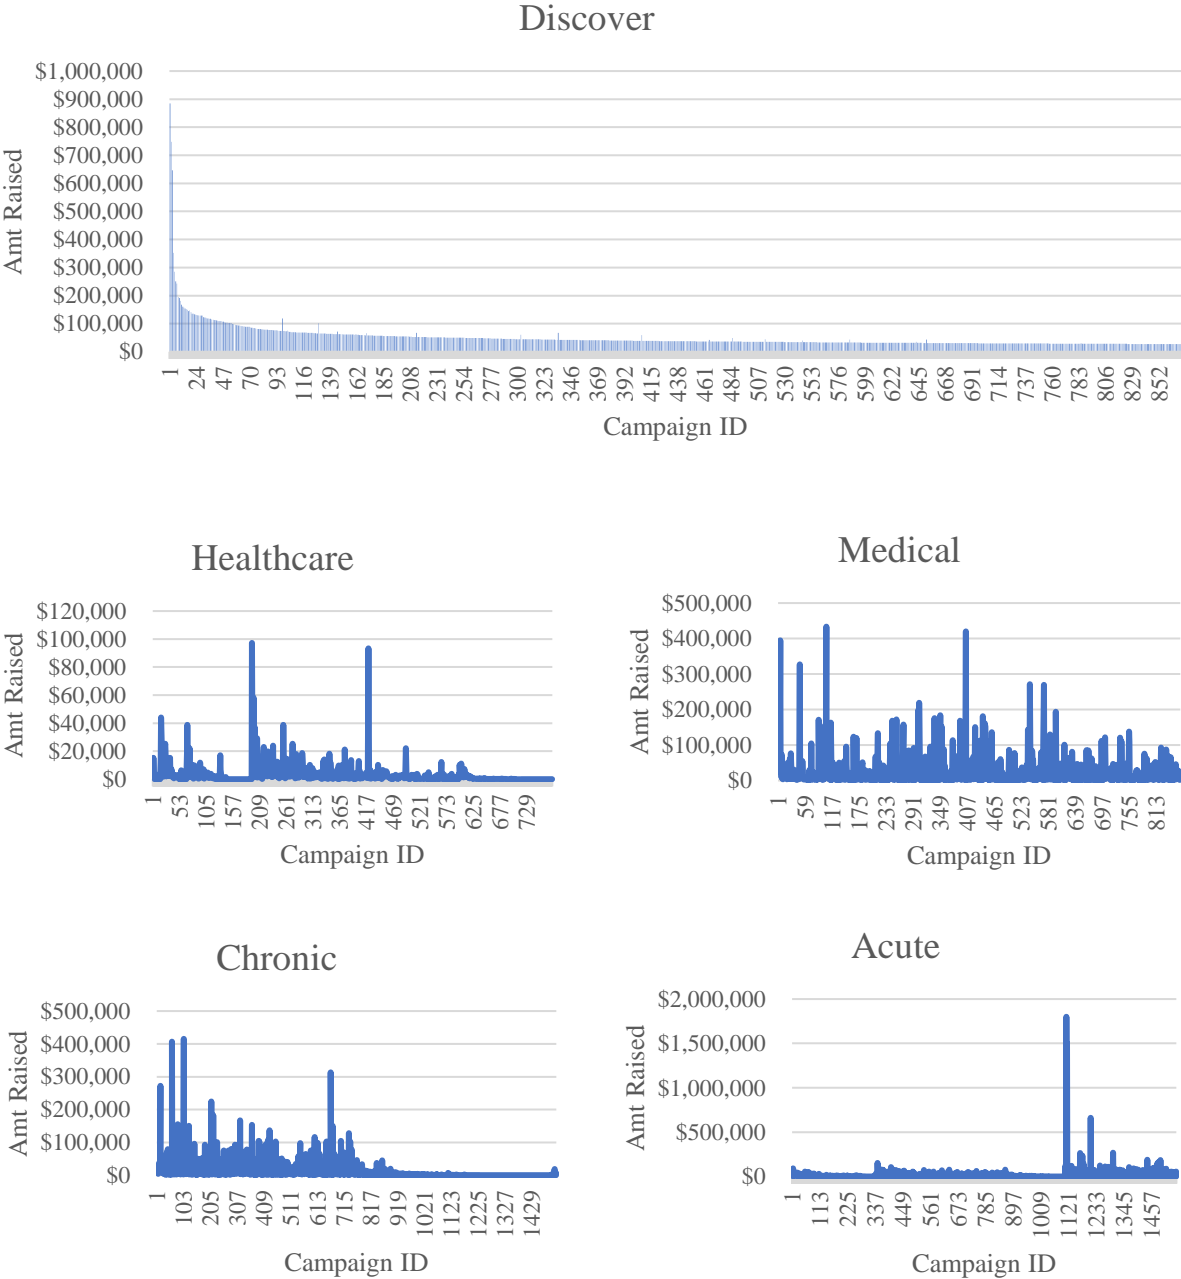 Discover
$1,000,000
$900,000
$800,000
$700,000
$600,000
$500,000
$400,000
$300,000
$200,000
$100,000
$0
Amt Raised
1 24 47 70 93 116 139 162 185 208 231 254 277 300 323 346 369 392 415 438 461 484 507 530 553 576 599 622 645 668 691 714 737 760 783 806 829 852
Campaign ID
Healthcare
$120,000
$100,000
$80,000
$60,000
$40,000
$20,000
$0
Amt Raised
1 53 105 157 209 261 313 365 417 469 521 573 625 677 729
Campaign ID
Medical
$500,000
$400,000
$300,000
$200,000
$100,000
$0
Amt Raised
1 59 117 175 233 291 349 407 465 523 581 639 697 755 813
Campaign ID
Chronic
$500,000
$400,000
$300,000
$200,000
$100,000
$0
Amt Raised
1 103 205 307 409 511 613 715 817 919 1021 1123 1225 1327 1429
Campaign ID
Acute
$2,000,000
$1,500,000
$1,000,000
$500,000
$0
Amt Raised
1 113 225 337 449 561 673 785 897 1009 1121 1233 1345 1457
Campaign ID